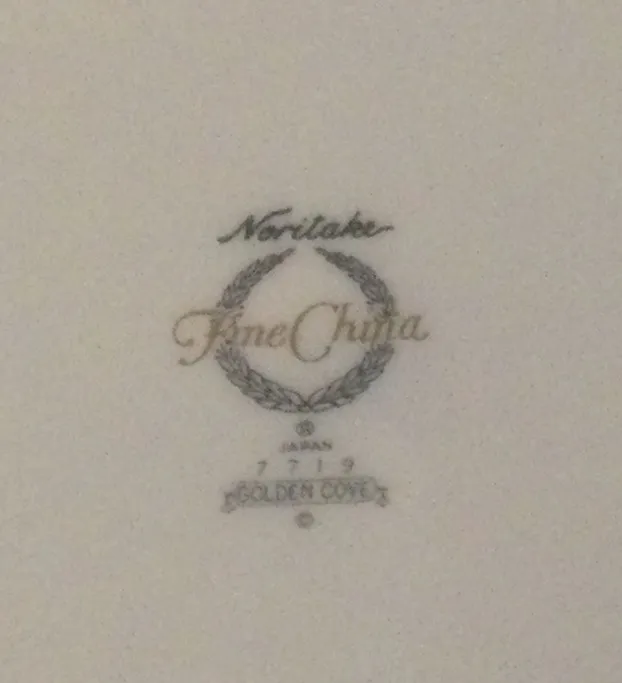 Noritake
Fine China
®
JAPAN
7719
GOLDEN COVE
©